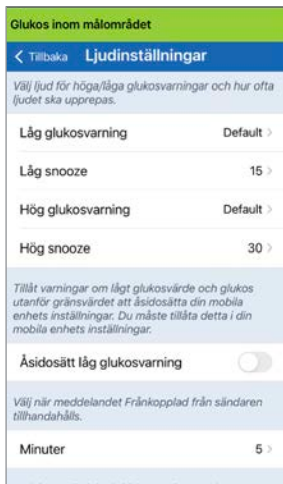 Glukos inom målområdet
Tillbaka Ljudinställningar
Välj ljud för höga/låga glukosvarningar och hur ofta
ljudet ska upprepas.
Låg glukosvarning Default
Låg snooze 15
Hög glukosvarning Default
Hög snooze 30
Tillåt varningar om lågt glukosvärde och glukos
utanför gränsvärdet att åsidosätta din mobila
enhets inställningar. Du måste tillåta detta i din
mobila enhets inställningar.
Åsidosätt låg glukosvarning
Välj när meddelandet Frånkopplad från sändaren
tillhandahålls.
Minuter 5